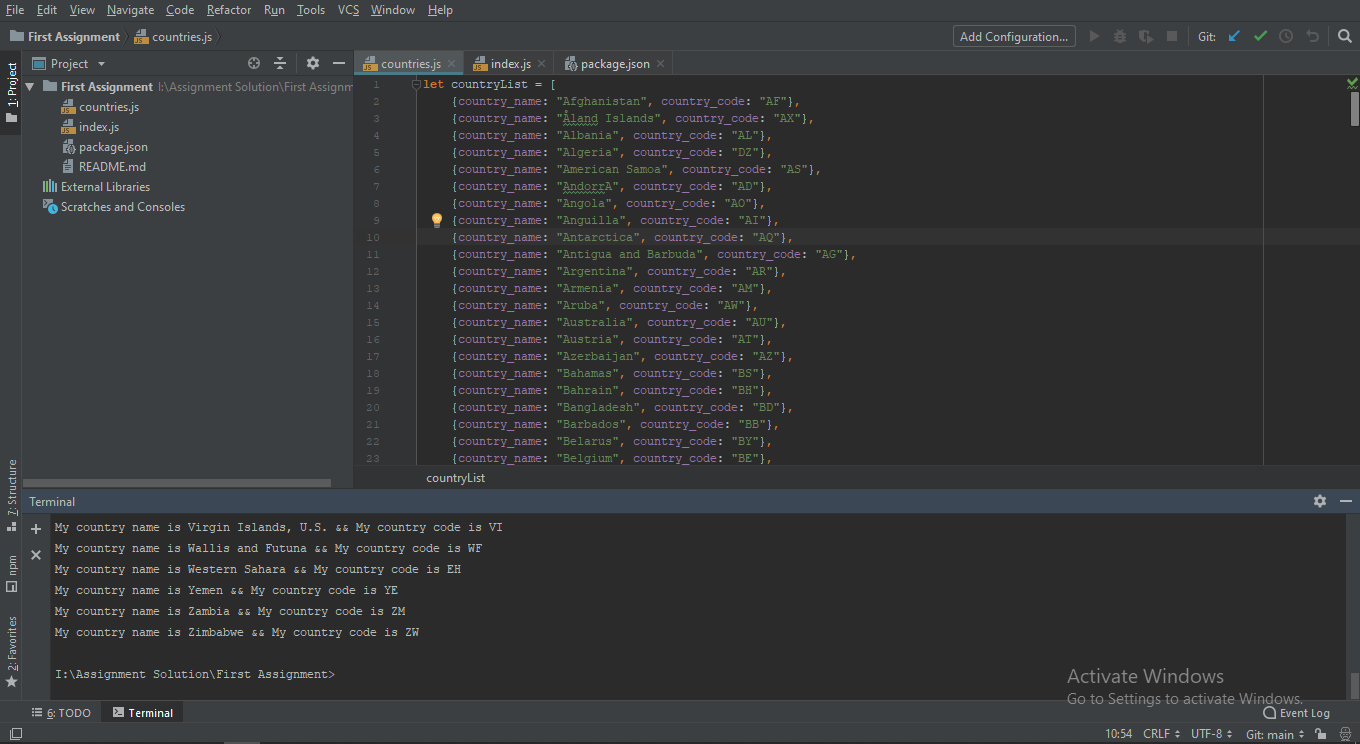 File Edit View Navigate Code Refactor Run Tools VCS Window Help
First Assignment countries.js Add Configuration... Git:
1: Project
Project
countries.js index.js package.json
First Assignment I:\Assignment Solution\First Assignm
countries.js
index.js
package.json
README.md
External Libraries
Scratches and Consoles
1 let countryList = [
2 {country_name: "Afghanistan", country_code: "AF"},
3 {country_name: "Åland Islands", country_code: "AX"},
4 {country_name: "Albania", country_code: "AL"},
5 {country_name: "Algeria", country_code: "DZ"},
6 {country_name: "American Samoa", country_code: "AS"},
7 {country_name: "AndorrA", country_code: "AD"},
8 {country_name: "Angola", country_code: "AO"},
9 {country_name: "Anguilla", country_code: "AI"},
10 {country_name: "Antarctica", country_code: "AQ"},
11 {country_name: "Antigua and Barbuda", country_code: "AG"},
12 {country_name: "Argentina", country_code: "AR"},
13 {country_name: "Armenia", country_code: "AM"},
14 {country_name: "Aruba", country_code: "AW"},
15 {country_name: "Australia", country_code: "AU"},
16 {country_name: "Austria", country_code: "AT"},
17 {country_name: "Azerbaijan", country_code: "AZ"},
18 {country_name: "Bahamas", country_code: "BS"},
19 {country_name: "Bahrain", country_code: "BH"},
20 {country_name: "Bangladesh", country_code: "BD"},
21 {country_name: "Barbados", country_code: "BB"},
22 {country_name: "Belarus", country_code: "BY"},
23 {country_name: "Belgium", country_code: "BE"},
countryList
7: Structure
npm
2: Favorites
Terminal
My country name is Virgin Islands, U.S. && My country code is VI
My country name is Wallis and Futuna && My country code is WF
My country name is Western Sahara && My country code is EH
My country name is Yemen && My country code is YE
My country name is Zambia && My country code is ZM
My country name is Zimbabwe && My country code is ZW
I:\Assignment Solution\First Assignment>
Activate Windows
Go to Settings to activate Windows.
6: TODO Terminal Event Log
10:54 CRLF UTF-8 Git: main